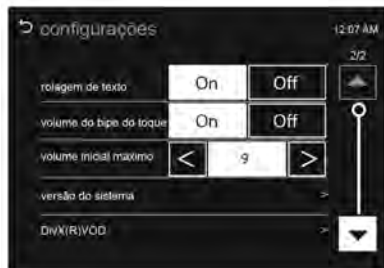 configurações
12:07 AM
2/2
rolagem de texto On Off
volume do bipe do toque On Off
volume inicial maximo < 9 >
versão do sistema >
DivX(R)VOD >